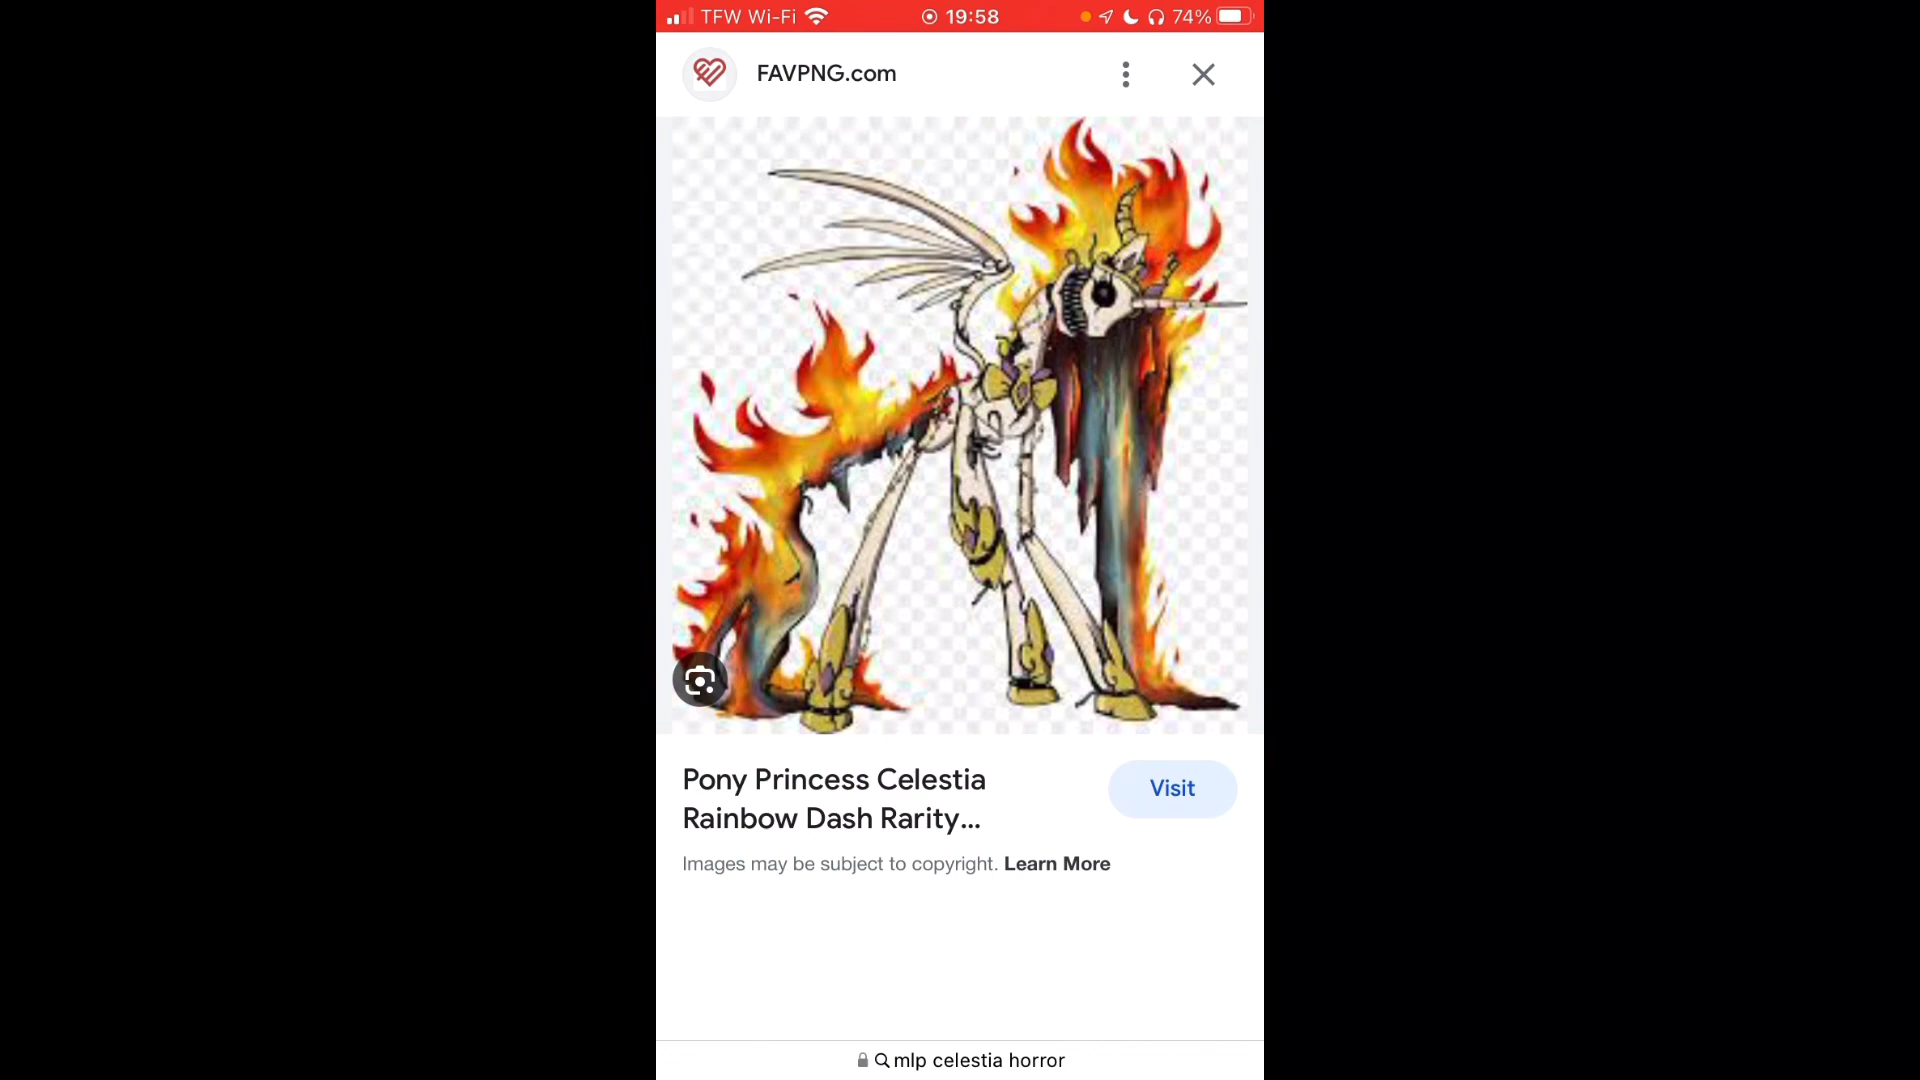 TFW Wi-Fi 19:58 74%
FAVPNG.com
Pony Princess Celestia
Rainbow Dash Rarity...
Visit
Images may be subject to copyright. Learn More
mlp celestia horror